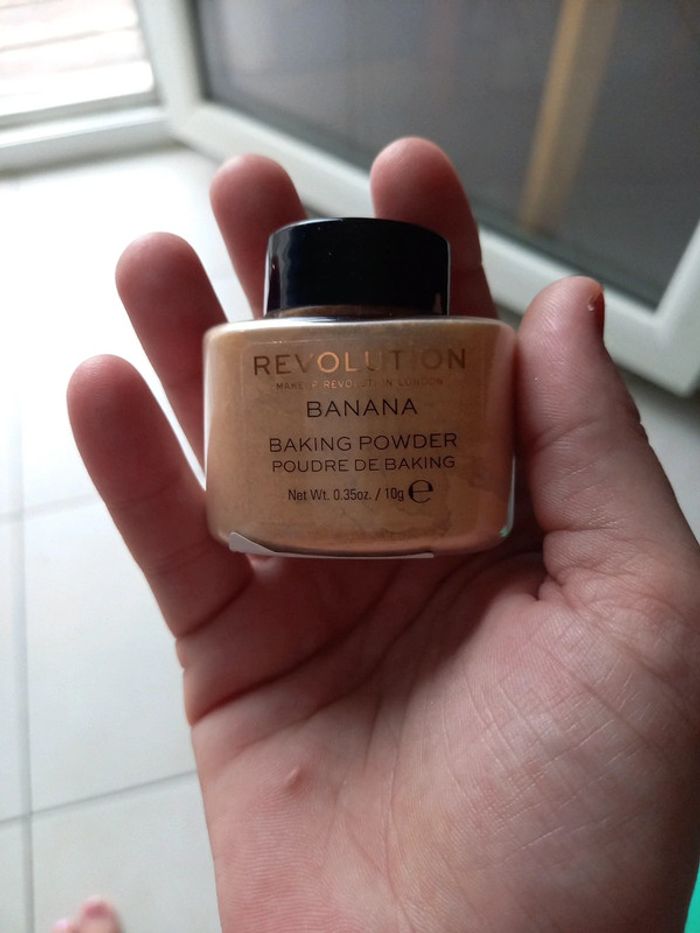 REVOLUTION
MAKEUP REVOLUTION LONDON
BANANA
BAKING POWDER
POUDRE DE BAKING
Net Wt. 0.35oz. / 10g ℮